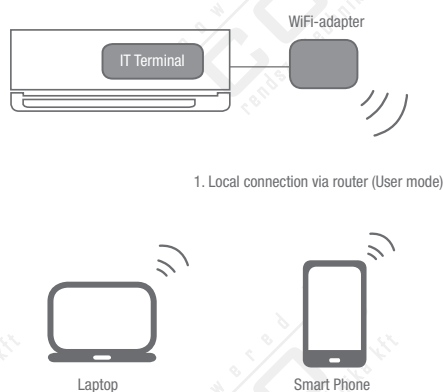 WiFi-adapter
IT Terminal
1. Local connection via router (User mode)
Laptop
Smart Phone